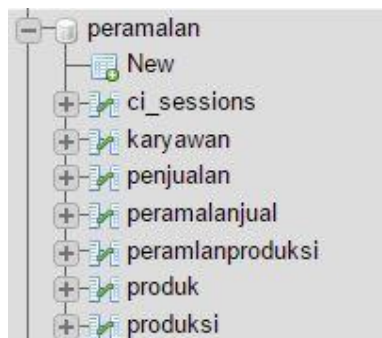 peramalan
New
ci_sessions
karyawan
penjualan
peramalanjual
peramlanproduksi
produk
produksi